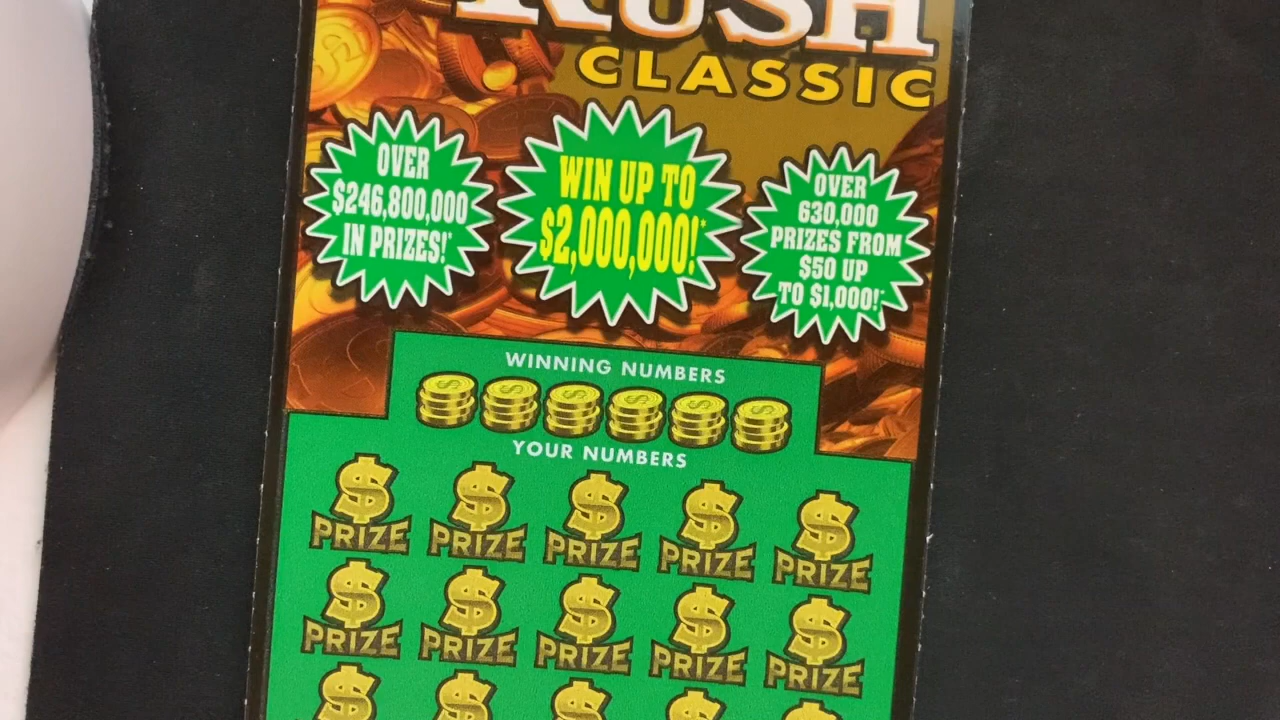 RUSH
CLASSIC
OVER
$246,800,000
IN PRIZES!*
WIN UP TO
$2,000,000!*
OVER
630,000
PRIZES FROM
$50 UP
TO $1,000!*
WINNING NUMBERS
YOUR NUMBERS
$ $ $ $ $
PRIZE PRIZE PRIZE PRIZE PRIZE
$ $ $ $ $
PRIZE PRIZE PRIZE PRIZE PRIZE
$ $ $ $ $